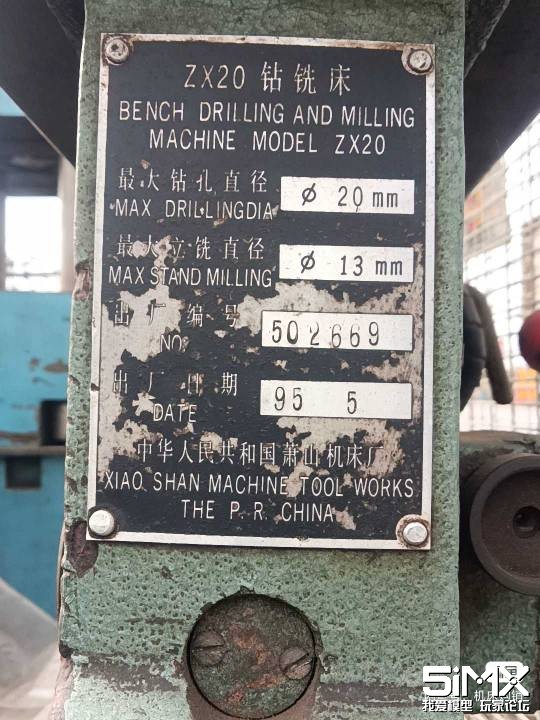 ZX20 钻铣床
BENCH DRILLING AND MILLING
MACHINE MODEL ZX20
最大钻孔直径
MAX DRILLINGDIA
ϕ 20 mm
最大立铣直径
MAX STAND MILLING
ϕ 13 mm
出厂编号
NO.
502669
出厂日期
DATE
95 5
中华人民共和国萧山机床厂
XIAO SHAN MACHINE TOOL WORKS
THE P. R. CHINA
5iMX
我爱模型 玩家论坛